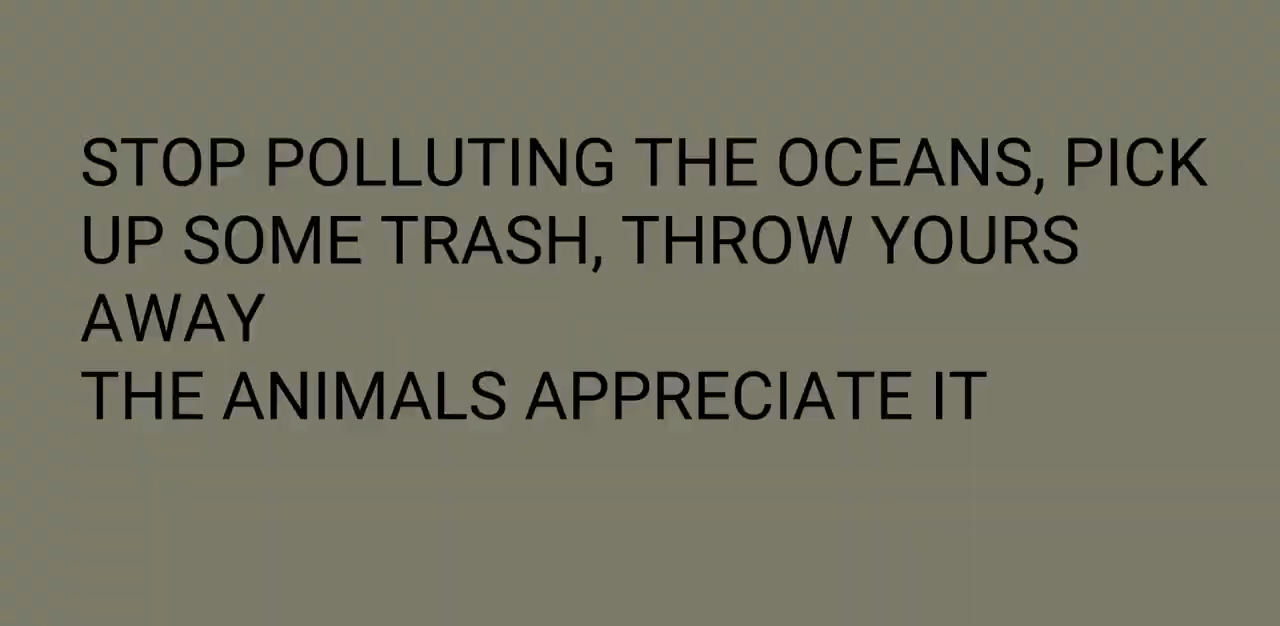 STOP POLLUTING THE OCEANS, PICK
UP SOME TRASH, THROW YOURS
AWAY
THE ANIMALS APPRECIATE IT